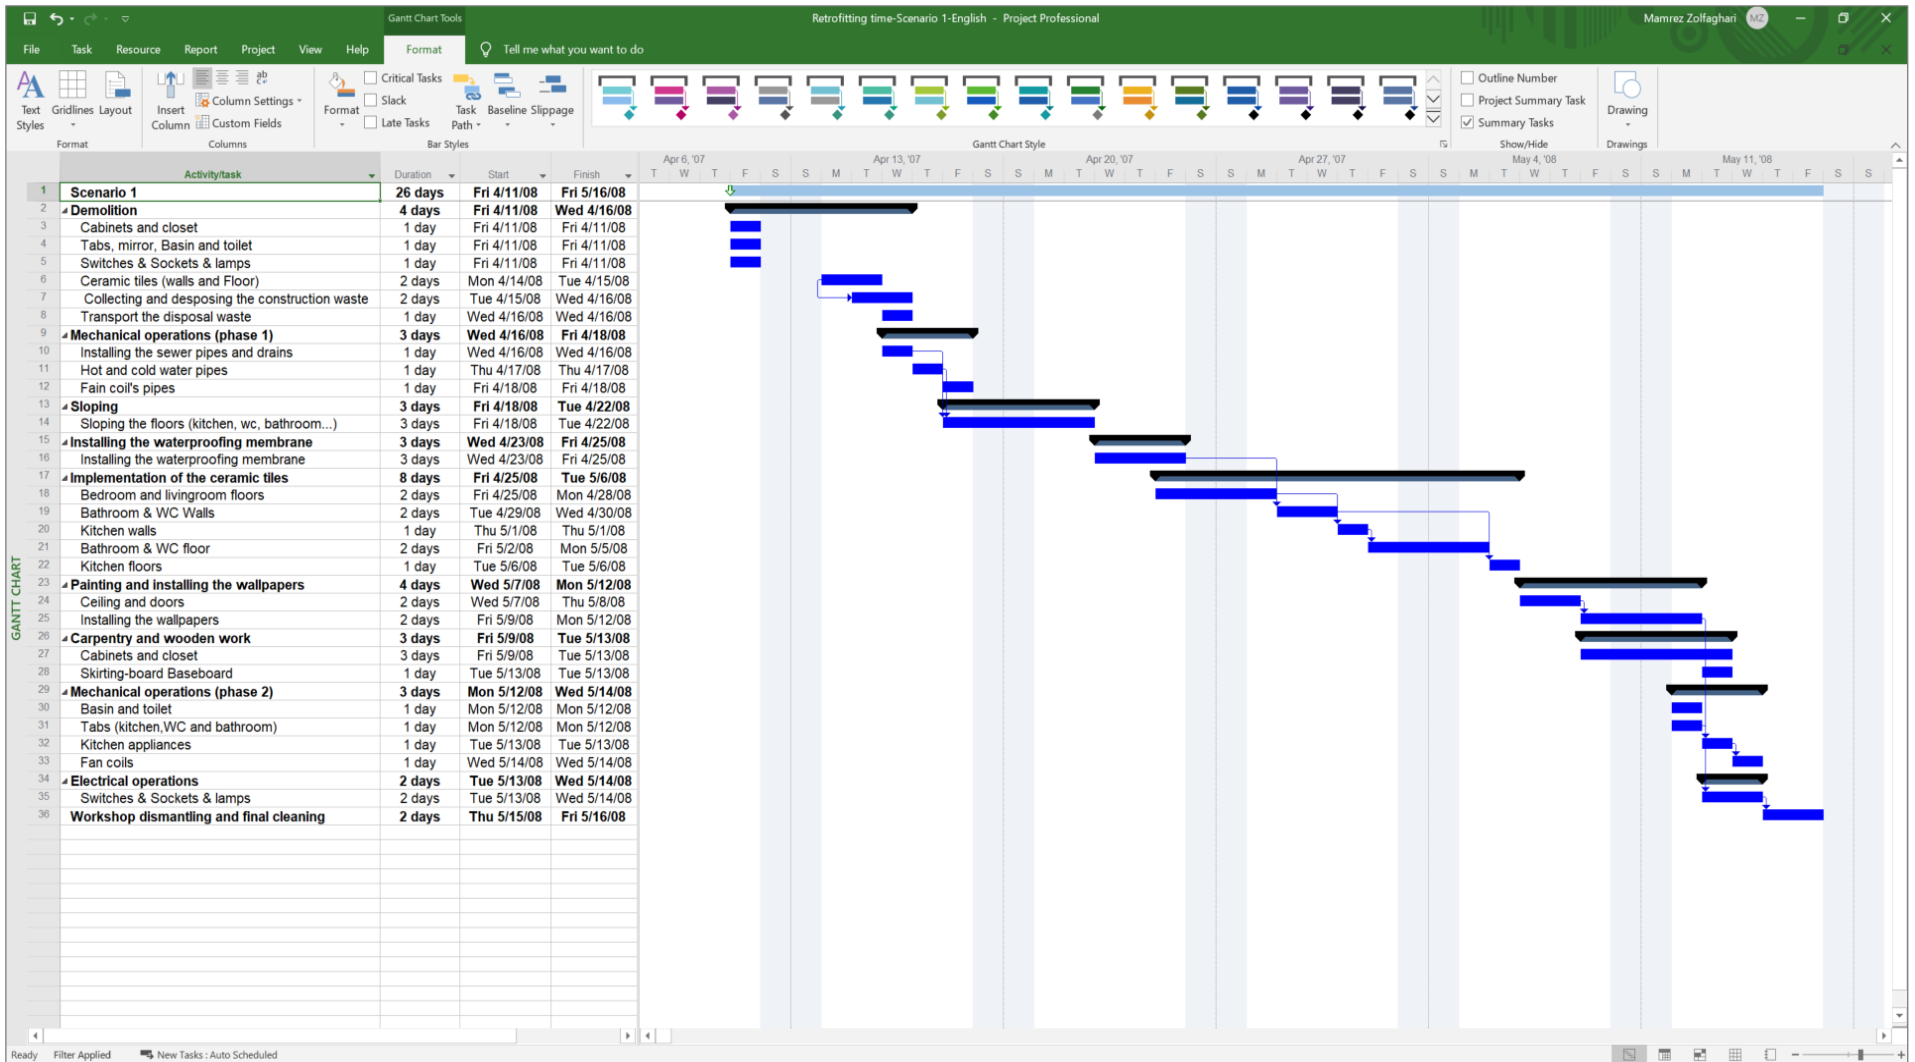 Gantt Chart Tools
Retrofitting time-Scenario 1-English - Project Professional
Mamrez Zolfaghari MZ
File Task Resource Report Project View Help Format Tell me what you want to do
Text Styles
Gridlines
Layout
Format
Insert Column
Column Settings
Custom Fields
Columns
Format
Critical Tasks
Slack
Late Tasks
Task Path
Baseline
Slippage
Bar Styles
Gantt Chart Style
Outline Number
Project Summary Task
Summary Tasks
Show/Hide
Drawing
Drawings
Apr 6, '07 Apr 13, '07 Apr 20, '07 Apr 27, '07 May 4, '08 May 11, '08
Activity/task Duration Start Finish T W T F S S M T W T F S S M T W T F S S M T W T F S S M T W T F S S M T W T F S S
1 Scenario 1 26 days Fri 4/11/08 Fri 5/16/08
2 Demolition 4 days Fri 4/11/08 Wed 4/16/08
3 Cabinets and closet 1 day Fri 4/11/08 Fri 4/11/08
4 Tabs, mirror, Basin and toilet 1 day Fri 4/11/08 Fri 4/11/08
5 Switches & Sockets & lamps 1 day Fri 4/11/08 Fri 4/11/08
6 Ceramic tiles (walls and Floor) 2 days Mon 4/14/08 Tue 4/15/08
7 Collecting and desposing the construction waste 2 days Tue 4/15/08 Wed 4/16/08
8 Transport the disposal waste 1 day Wed 4/16/08 Wed 4/16/08
9 Mechanical operations (phase 1) 3 days Wed 4/16/08 Fri 4/18/08
10 Installing the sewer pipes and drains 1 day Wed 4/16/08 Wed 4/16/08
11 Hot and cold water pipes 1 day Thu 4/17/08 Thu 4/17/08
12 Fain coil's pipes 1 day Fri 4/18/08 Fri 4/18/08
13 Sloping 3 days Fri 4/18/08 Tue 4/22/08
14 Sloping the floors (kitchen, wc, bathroom...) 3 days Fri 4/18/08 Tue 4/22/08
15 Installing the waterproofing membrane 3 days Wed 4/23/08 Fri 4/25/08
16 Installing the waterproofing membrane 3 days Wed 4/23/08 Fri 4/25/08
17 Implementation of the ceramic tiles 8 days Fri 4/25/08 Tue 5/6/08
18 Bedroom and livingroom floors 2 days Fri 4/25/08 Mon 4/28/08
19 Bathroom & WC Walls 2 days Tue 4/29/08 Wed 4/30/08
20 Kitchen walls 1 day Thu 5/1/08 Thu 5/1/08
21 Bathroom & WC floor 2 days Fri 5/2/08 Mon 5/5/08
22 Kitchen floors 1 day Tue 5/6/08 Tue 5/6/08
23 Painting and installing the wallpapers 4 days Wed 5/7/08 Mon 5/12/08
24 Ceiling and doors 2 days Wed 5/7/08 Thu 5/8/08
25 Installing the wallpapers 2 days Fri 5/9/08 Mon 5/12/08
26 Carpentry and wooden work 3 days Fri 5/9/08 Tue 5/13/08
27 Cabinets and closet 3 days Fri 5/9/08 Tue 5/13/08
28 Skirting-board Baseboard 1 day Tue 5/13/08 Tue 5/13/08
29 Mechanical operations (phase 2) 3 days Mon 5/12/08 Wed 5/14/08
30 Basin and toilet 1 day Mon 5/12/08 Mon 5/12/08
31 Tabs (kitchen,WC and bathroom) 1 day Mon 5/12/08 Mon 5/12/08
32 Kitchen appliances 1 day Tue 5/13/08 Tue 5/13/08
33 Fan coils 1 day Wed 5/14/08 Wed 5/14/08
34 Electrical operations 2 days Tue 5/13/08 Wed 5/14/08
35 Switches & Sockets & lamps 2 days Tue 5/13/08 Wed 5/14/08
36 Workshop dismantling and final cleaning 2 days Thu 5/15/08 Fri 5/16/08
GANTT CHART
Ready Filter Applied New Tasks : Auto Scheduled